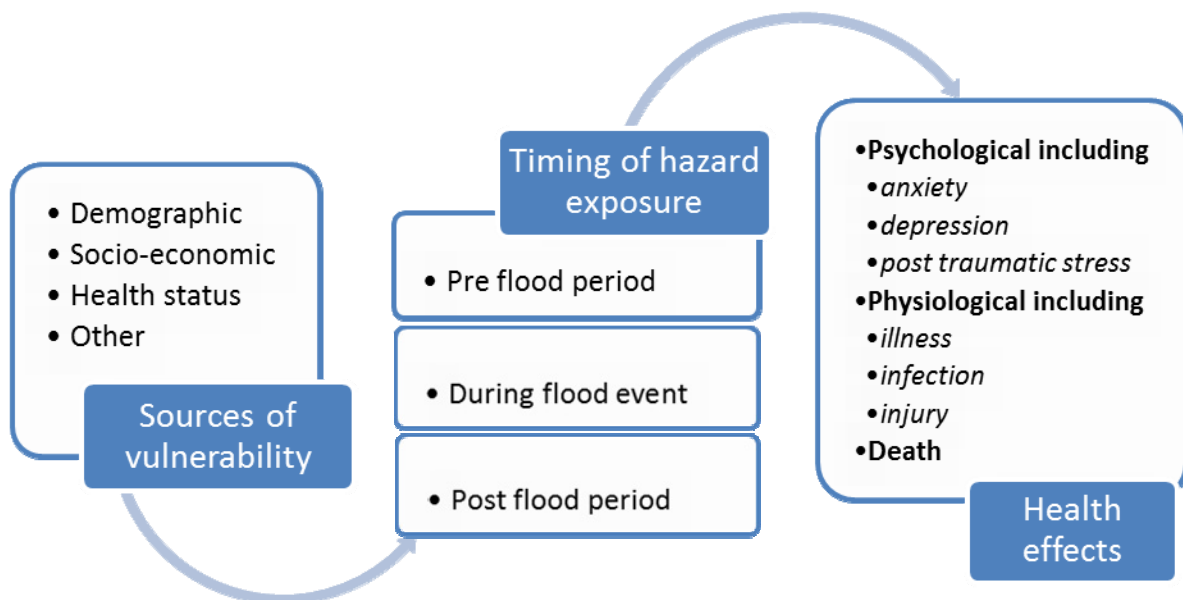 • Demographic
• Socio-economic
• Health status
• Other
Sources of
vulnerability
Timing of hazard
exposure
• Pre flood period
• During flood event
• Post flood period
•Psychological including
•anxiety
•depression
•post traumatic stress
•Physiological including
•illness
•infection
•injury
•Death
Health
effects